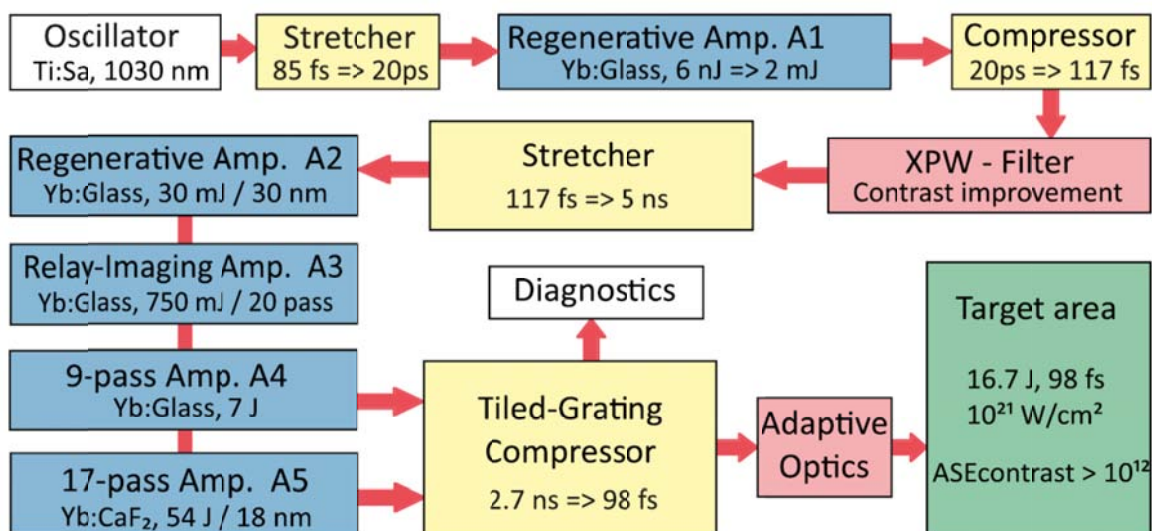 Oscillator
Ti:Sa, 1030 nm
Stretcher
85 fs => 20ps
Regenerative Amp. A1
Yb:Glass, 6 nJ => 2 mJ
Compressor
20ps => 117 fs
XPW - Filter
Contrast improvement
Stretcher
117 fs => 5 ns
Regenerative Amp. A2
Yb:Glass, 30 mJ / 30 nm
Relay-Imaging Amp. A3
Yb:Glass, 750 mJ / 20 pass
9-pass Amp. A4
Yb:Glass, 7 J
17-pass Amp. A5
Yb:CaF₂, 54 J / 18 nm
Diagnostics
Tiled-Grating
Compressor
2.7 ns => 98 fs
Adaptive
Optics
Target area
16.7 J, 98 fs
10²¹ W/cm²
ASEcontrast > 10¹²